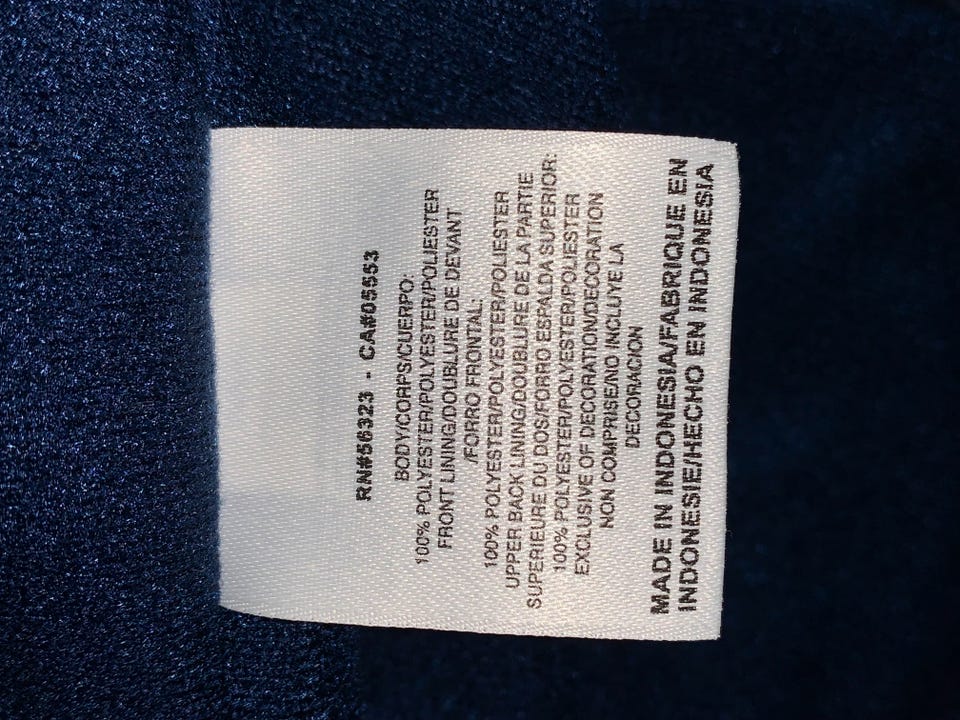 RN#56323 - CA#05553
BODY/CORPS/CUERPO:
100% POLYESTER/POLYESTER/POLIESTER
FRONT LINING/DOUBLURE DE DEVANT
/FORRO FRONTAL:
100% POLYESTER/POLYESTER/POLIESTER
UPPER BACK LINING/DOUBLURE DE LA PARTIE
SUPERIEURE DU DOS/FORRO ESPALDA SUPERIOR:
100% POLYESTER/POLYESTER/POLIESTER
EXCLUSIVE OF DECORATION/DECORATION
NON COMPRISE/NO INCLUYE LA
DECORACION
MADE IN INDONESIA/FABRIQUE EN
INDONESIE/HECHO EN INDONESIA